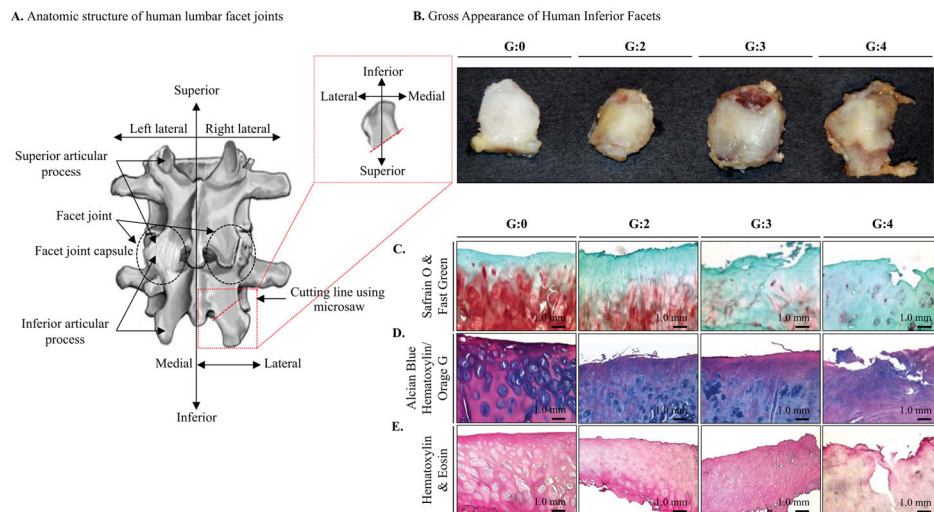 A. Anatomic structure of human lumbar facet joints
Superior
Left lateral
Right lateral
Superior articular
process
Facet joint
Facet joint capsule
Inferior articular
process
Medial
Lateral
Inferior
Cutting line using
microsaw
Inferior
Lateral
Medial
Superior
B. Gross Appearance of Human Inferior Facets
G:0
G:2
G:3
G:4
G:0
G:2
G:3
G:4
C.
Safrain O &
Fast Green
1.0 mm
1.0 mm
1.0 mm
1.0 mm
D.
Alcian Blue
Hematoxylin/
Orage G
1.0 mm
1.0 mm
1.0 mm
1.0 mm
E.
Hematoxylin
& Eosin
1.0 mm
1.0 mm
1.0 mm
1.0 mm